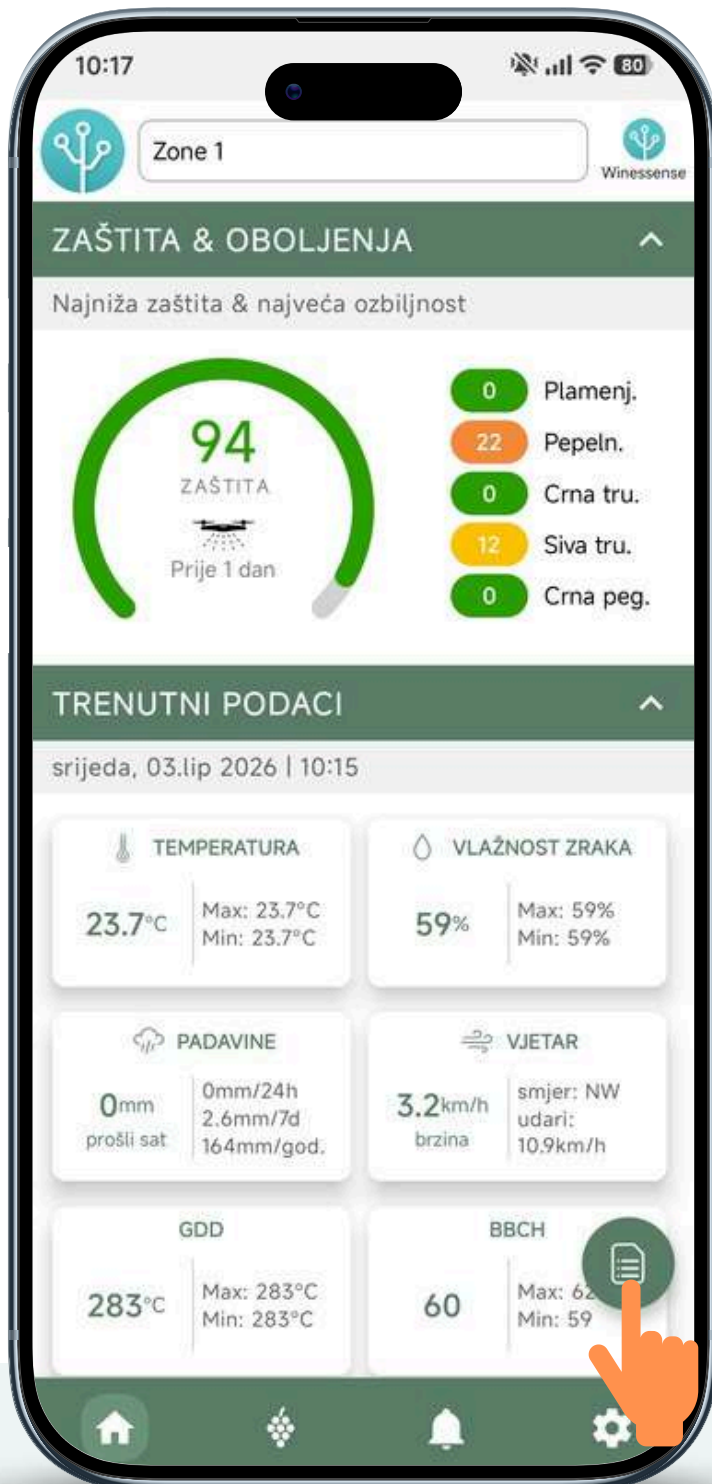 10:17
80
Zone 1
Winessense
ZAŠTITA & OBOLJENJA
Najniža zaštita & najveća ozbiljnost
94
ZAŠTITA
Prije 1 dan
0 Plamenj.
22 Pepeln.
0 Crna tru.
12 Siva tru.
0 Crna peg.
TRENUTNI PODACI
srijeda, 03.lip 2026 | 10:15
TEMPERATURA
23.7°C
Max: 23.7°C
Min: 23.7°C
VLAŽNOST ZRAKA
59%
Max: 59%
Min: 59%
PADAVINE
0mm
prošli sat
0mm/24h
2.6mm/7d
164mm/god.
VJETAR
3.2km/h
brzina
smjer: NW
udari:
10.9km/h
GDD
283°C
Max: 283°C
Min: 283°C
BBCH
60
Max: 62
Min: 59